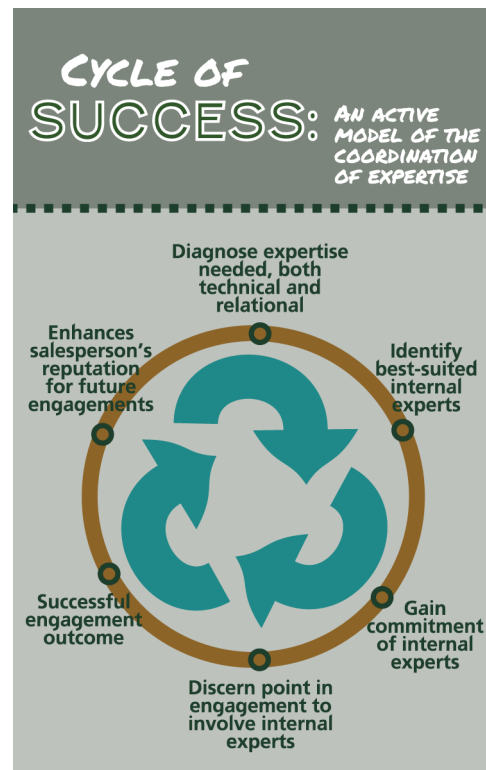 CYCLE OF
SUCCESS:
AN ACTIVE
MODEL OF THE
COORDINATION
OF EXPERTISE
Diagnose expertise
needed, both
technical and
relational
Identify
best-suited
internal
experts
Gain
commitment
of internal
experts
Discern point in
engagement to
involve internal
experts
Successful
engagement
outcome
Enhances
salesperson's
reputation
for future
engagements